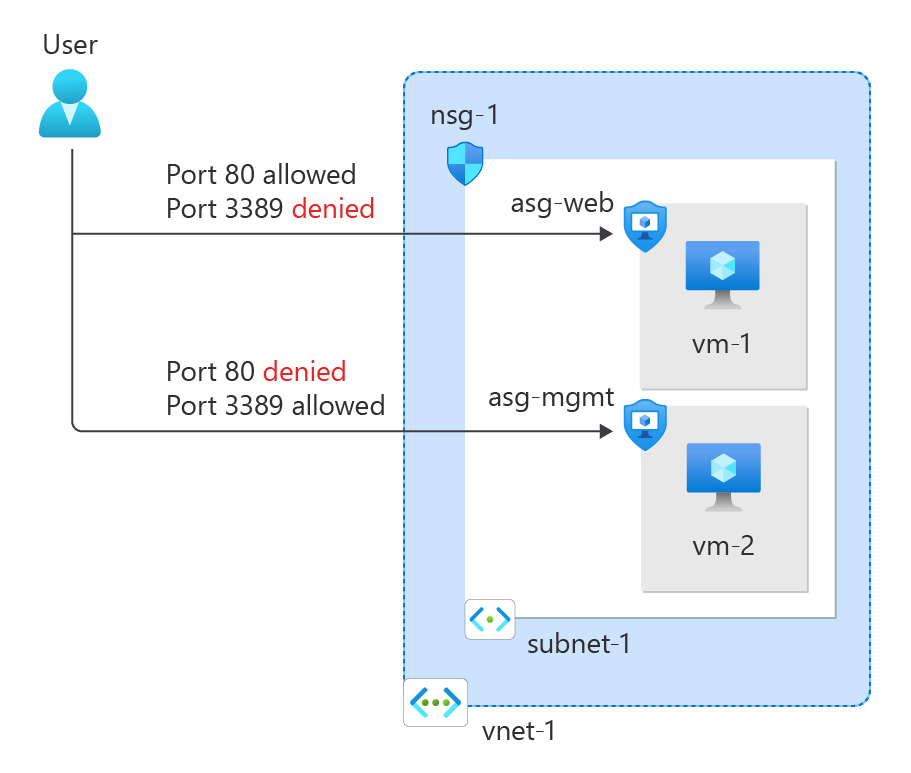 User
nsg-1
Port 80 allowed
Port 3389 denied
asg-web
vm-1
Port 80 denied
Port 3389 allowed
asg-mgmt
vm-2
subnet-1
vnet-1